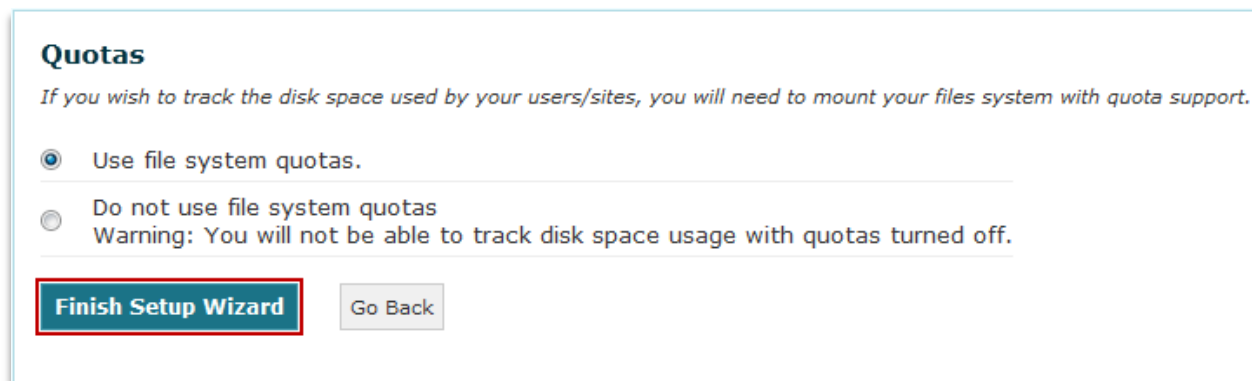 Quotas
If you wish to track the disk space used by your users/sites, you will need to mount your files system with quota support.
Use file system quotas.
Do not use file system quotas
Warning: You will not be able to track disk space usage with quotas turned off.
Finish Setup Wizard Go Back